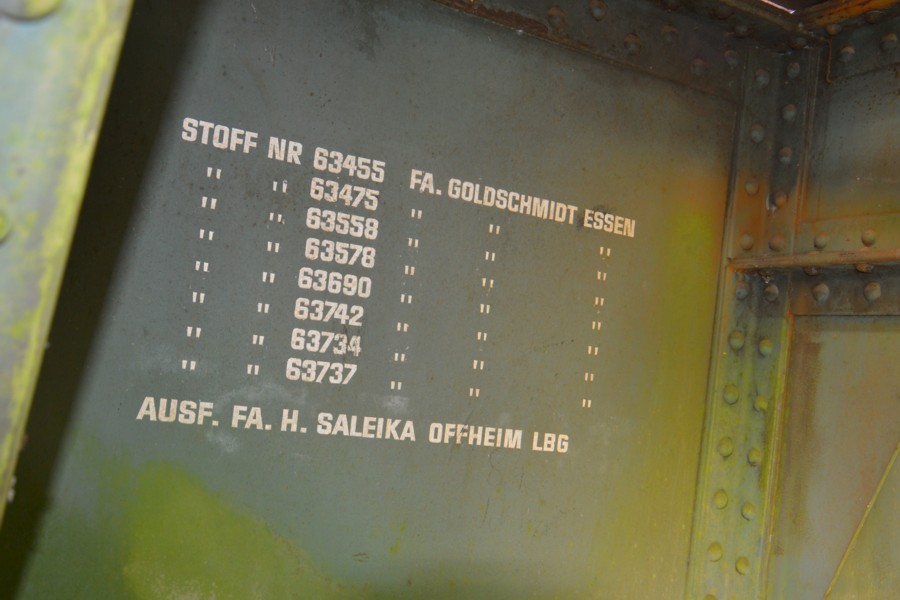 STOFF NR 63455 FA. GOLDSCHMIDT ESSEN
" " 63475 " " "
" " 63558 " " "
" " 63578 " " "
" " 63690 " " "
" " 63742 " " "
" " 63734 " " "
" " 63737 " " "
AUSF. FA. H. SALEIKA OFFHEIM LBG